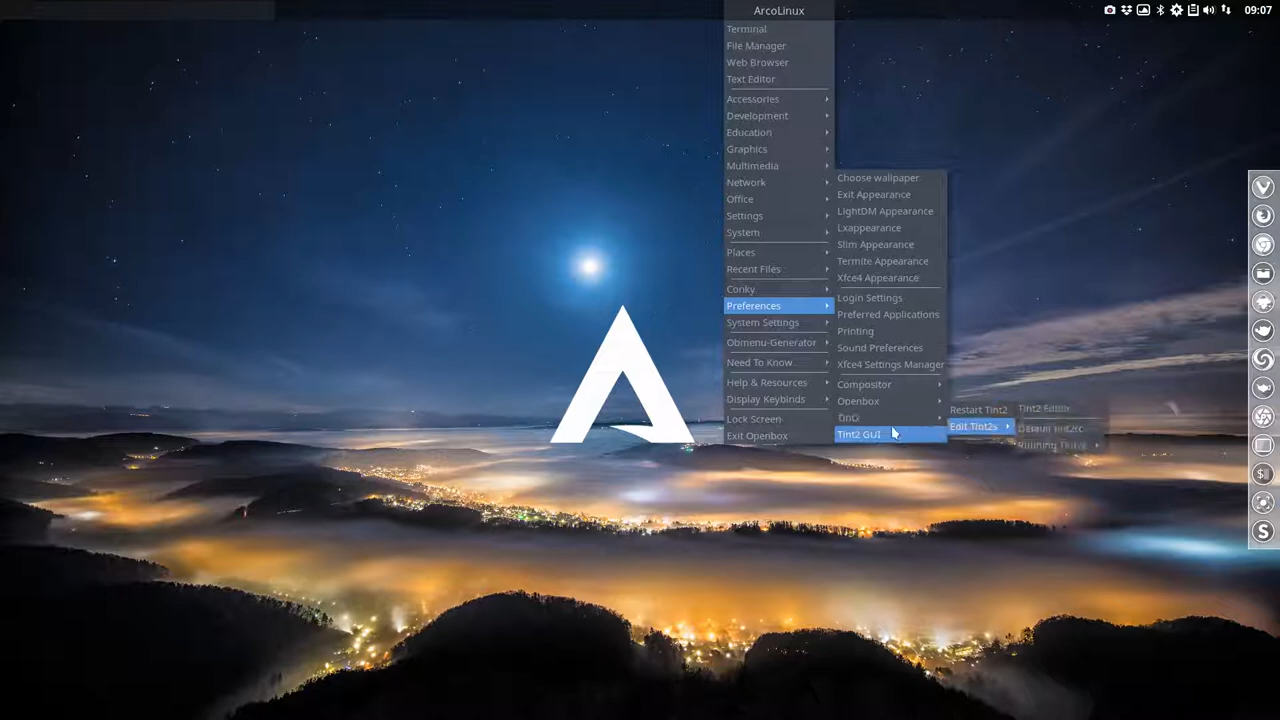 ArcoLinux
09:07
Terminal
File Manager
Web Browser
Text Editor
Accessories
Development
Education
Graphics
Multimedia
Network
Office
Settings
System
Places
Recent Files
Conky
Preferences
System Settings
Obmenu-Generator
Need To Know...
Help & Resources
Display Keybinds
Lock Screen
Exit Openbox
Choose wallpaper
Exit Appearance
LightDM Appearance
Lxappearance
Slim Appearance
Termite Appearance
Xfce4 Appearance
Login Settings
Preferred Applications
Printing
Sound Preferences
Xfce4 Settings Manager
Compositor
Openbox
Tint2 GUI
Restart Tint2
Edit Tint2s
Tint2 Editor
Default tint2rc